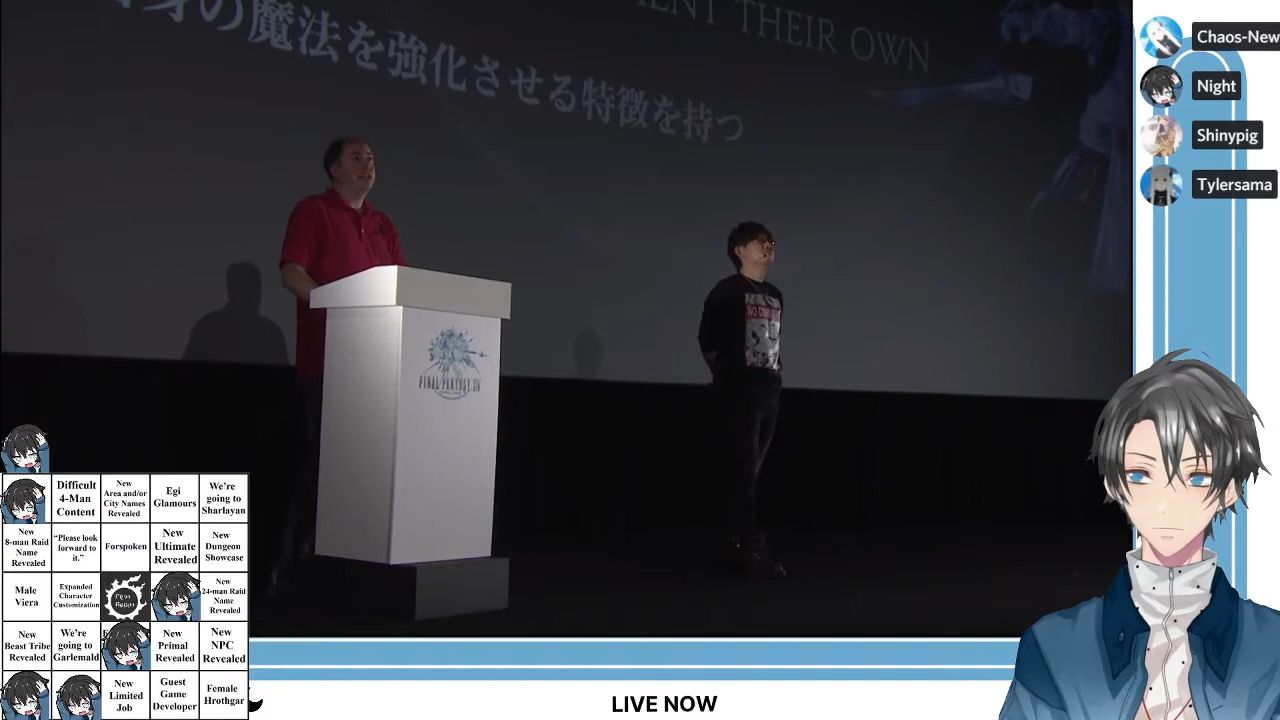 ENT THEIR OWN
身の魔法を強化させる特徴を持つ
NO COM
FINAL FANTASY XIV
ONLINE
Chaos-New
Night
Shinypig
Tylersama
Difficult
4-Man
Content
New
Area and/or
City Names
Revealed
Egi
Glamours
We're
going to
Sharlayan
New
8-man Raid
Name
Revealed
"Please look
forward to
it."
Forspoken
New
Ultimate
Revealed
New
Dungeon
Showcase
Male
Viera
Expanded
Character
Customization
New
24-man Raid
Name
Revealed
New
Beast Tribe
Revealed
We're
going to
Garlemald
New
Primal
Revealed
New
NPC
Revealed
New
Limited
Job
Guest
Game
Developer
Female
Hrothgar
LIVE NOW